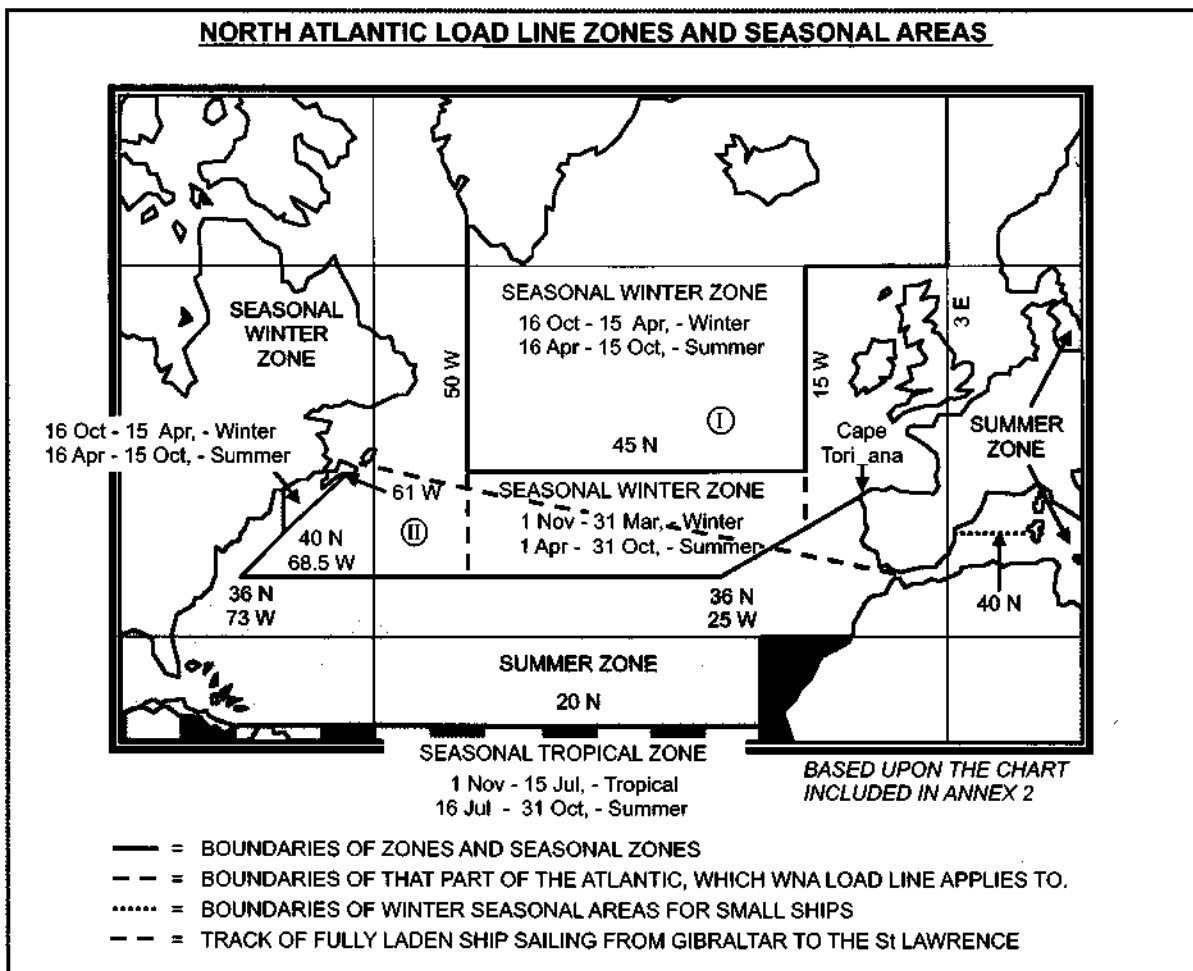 NORTH ATLANTIC LOAD LINE ZONES AND SEASONAL AREAS
SEASONAL
WINTER
ZONE
SEASONAL WINTER ZONE
16 Oct - 15 Apr, - Winter
16 Apr - 15 Oct, - Summer
50 W
15 W
3 E
I
45 N
Cape
Tori_ana
SUMMER
ZONE
16 Oct - 15 Apr, - Winter
16 Apr - 15 Oct, - Summer
61 W
II
SEASONAL WINTER ZONE
1 Nov - 31 Mar, - Winter
1 Apr - 31 Oct, - Summer
40 N
68.5 W
36 N
73 W
36 N
25 W
40 N
SUMMER ZONE
20 N
SEASONAL TROPICAL ZONE
1 Nov - 15 Jul, - Tropical
16 Jul - 31 Oct, - Summer
BASED UPON THE CHART
INCLUDED IN ANNEX 2
= BOUNDARIES OF ZONES AND SEASONAL ZONES
= BOUNDARIES OF THAT PART OF THE ATLANTIC, WHICH WNA LOAD LINE APPLIES TO.
= BOUNDARIES OF WINTER SEASONAL AREAS FOR SMALL SHIPS
= TRACK OF FULLY LADEN SHIP SAILING FROM GIBRALTAR TO THE St LAWRENCE